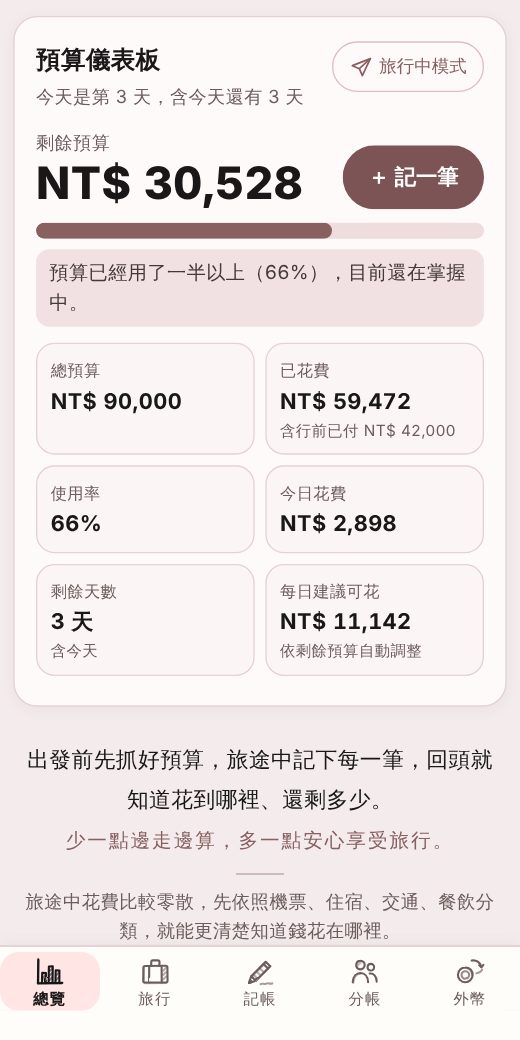 預算儀表板
旅行中模式
今天是第 3 天，含今天還有 3 天
剩餘預算
NT$ 30,528
+ 記一筆
預算已經用了一半以上（66%），目前還在掌握
中。
總預算
NT$ 90,000
已花費
NT$ 59,472
含行前已付 NT$ 42,000
使用率
66%
今日花費
NT$ 2,898
剩餘天數
3 天
含今天
每日建議可花
NT$ 11,142
依剩餘預算自動調整
出發前先抓好預算，旅途中記下每一筆，回頭就
知道花到哪裡、還剩多少。
少一點邊走邊算，多一點安心享受旅行。
旅途中花費比較零散，先依照機票、住宿、交通、餐飲分
類，就能更清楚知道錢花在哪裡。
總覽
旅行
記帳
分帳
外幣